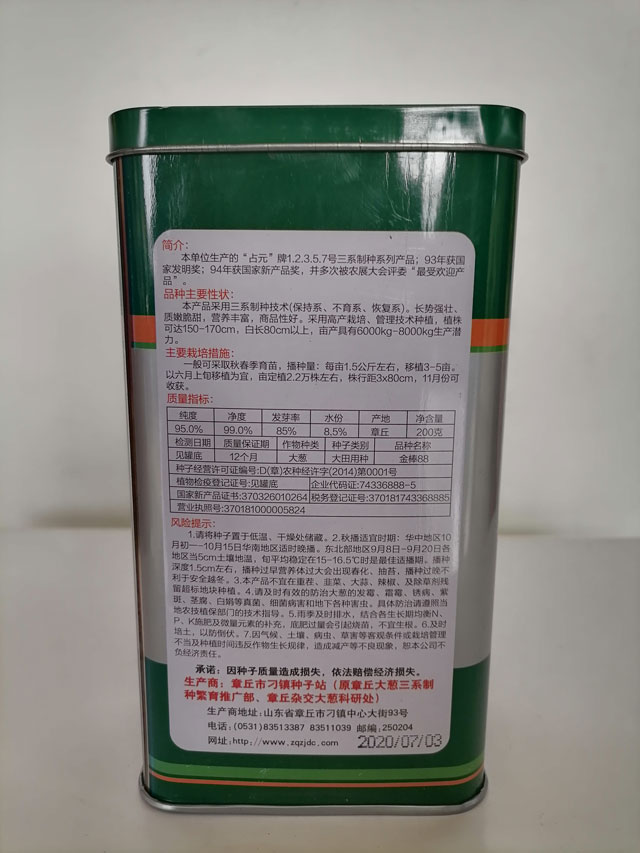 简介:
本单位生产的“占元”牌1.2.3.5.7号三系制种系列产品；93年获国
家发明奖；94年获国家新产品奖，并多次被农展大会评委“最受欢迎产
品”。
品种主要性状:
本产品采用三系制种技术(保持系、不育系、恢复系)。长势强壮、
质嫩脆甜，营养丰富，商品性好。采用高产栽培、管理技术种植，植株
可达150-170cm，白长80cm以上，亩产具有6000kg-8000kg生产潜
力。
主要栽培措施:
一般可采取秋春季育苗，播种量：每亩1.5公斤左右，移植3-5亩。
以六月上旬移植为宜，亩定植2.2万株左右，株行距3x80cm，11月份可
收获。
质量指标:
纯度 净度 发芽率 水份 产地 净含量
95.0% 99.0% 85% 8.5% 章丘 200克
检测日期 质量保证期 作物种类 种子类别 品种名称
见罐底 12个月 大葱 大田用种 金棒88
种子经营许可证编号:D(章)农种经许字(2014)第0001号
植物检疫登记证号:见罐底 企业代码证:74336888-5
国家新产品证书:370326010264 税务登记证号:370181743368885
营业执照号:370181000005824
风险提示:
1.请将种子置于低温、干燥处储藏。2.秋播适宜时期：华中地区10
月初一10月15日华南地区适时晚播。东北部地区9月8日-9月20日各
地区当5cm土壤地温，旬平均稳定在15-16.5℃时是最佳适播期。播种
深度1.5cm左右，播种过早营养体过大会出现春化、抽苔，播种过晚不
利于安全越冬。3.本产品不宜在重茬、韭菜、大蒜、辣椒、及除草剂残
留超标地块种植。4.请及时有效的防治大葱的发霉、霜霉、锈病、紫
斑、茎腐、白娟等真菌、细菌病害和地下各种害虫。具体防治请遵照当
地农技植保部门的技术指导。5.雨季及时排水，结合各生长期均衡N、
P、K施肥及微量元素的补充，底肥过量会引起烧苗，不宜生根。6.及时
培土，以防倒伏。7.因气候、土壤、病虫、草害等客观条件或栽培管理
不当及种植时间违反作物生长规律，造成减产等不良现象，恕本公司不
负经济责任。
承诺：因种子质量造成损失，依法赔偿经济损失。
生产商：章丘市刁镇种子站（原章丘大葱三系制
种繁育推广部、章丘杂交大葱科研处）
生产商地址:山东省章丘市刁镇中心大街93号
电话:(0531)83513387 83511039 邮编:250204
网址:http://www.zqzjdc.com 2020/07/03